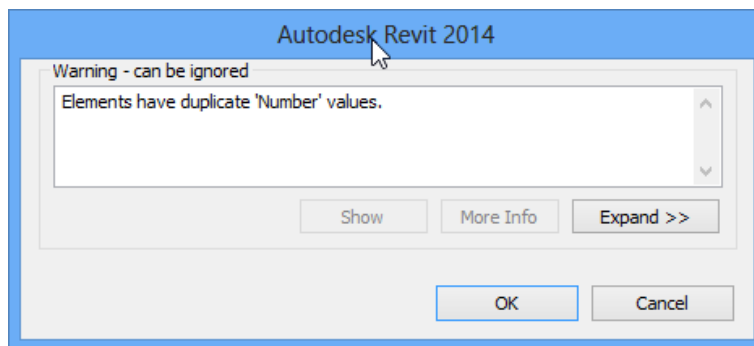 Autodesk Revit 2014
Warning - can be ignored
Elements have duplicate 'Number' values.
Show
More Info
Expand >>
OK
Cancel